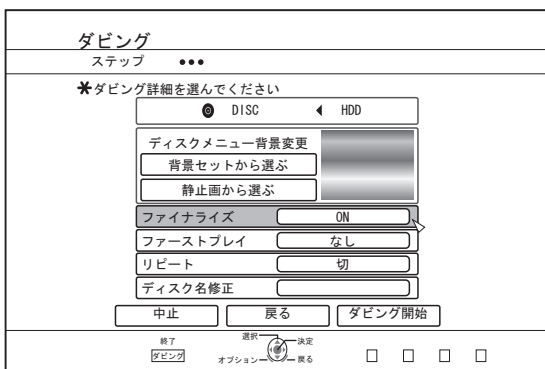 ダビング
ステップ •••
*ダビング詳細を選んでください
DISC ◀ HDD
ディスクメニュー背景変更
背景セットから選ぶ
静止画から選ぶ
ファイナライズ ON
ファーストプレイ なし
リピート 切
ディスク名修正
中止 戻る ダビング開始
終了 選択 決定
ダビング オプション 戻る